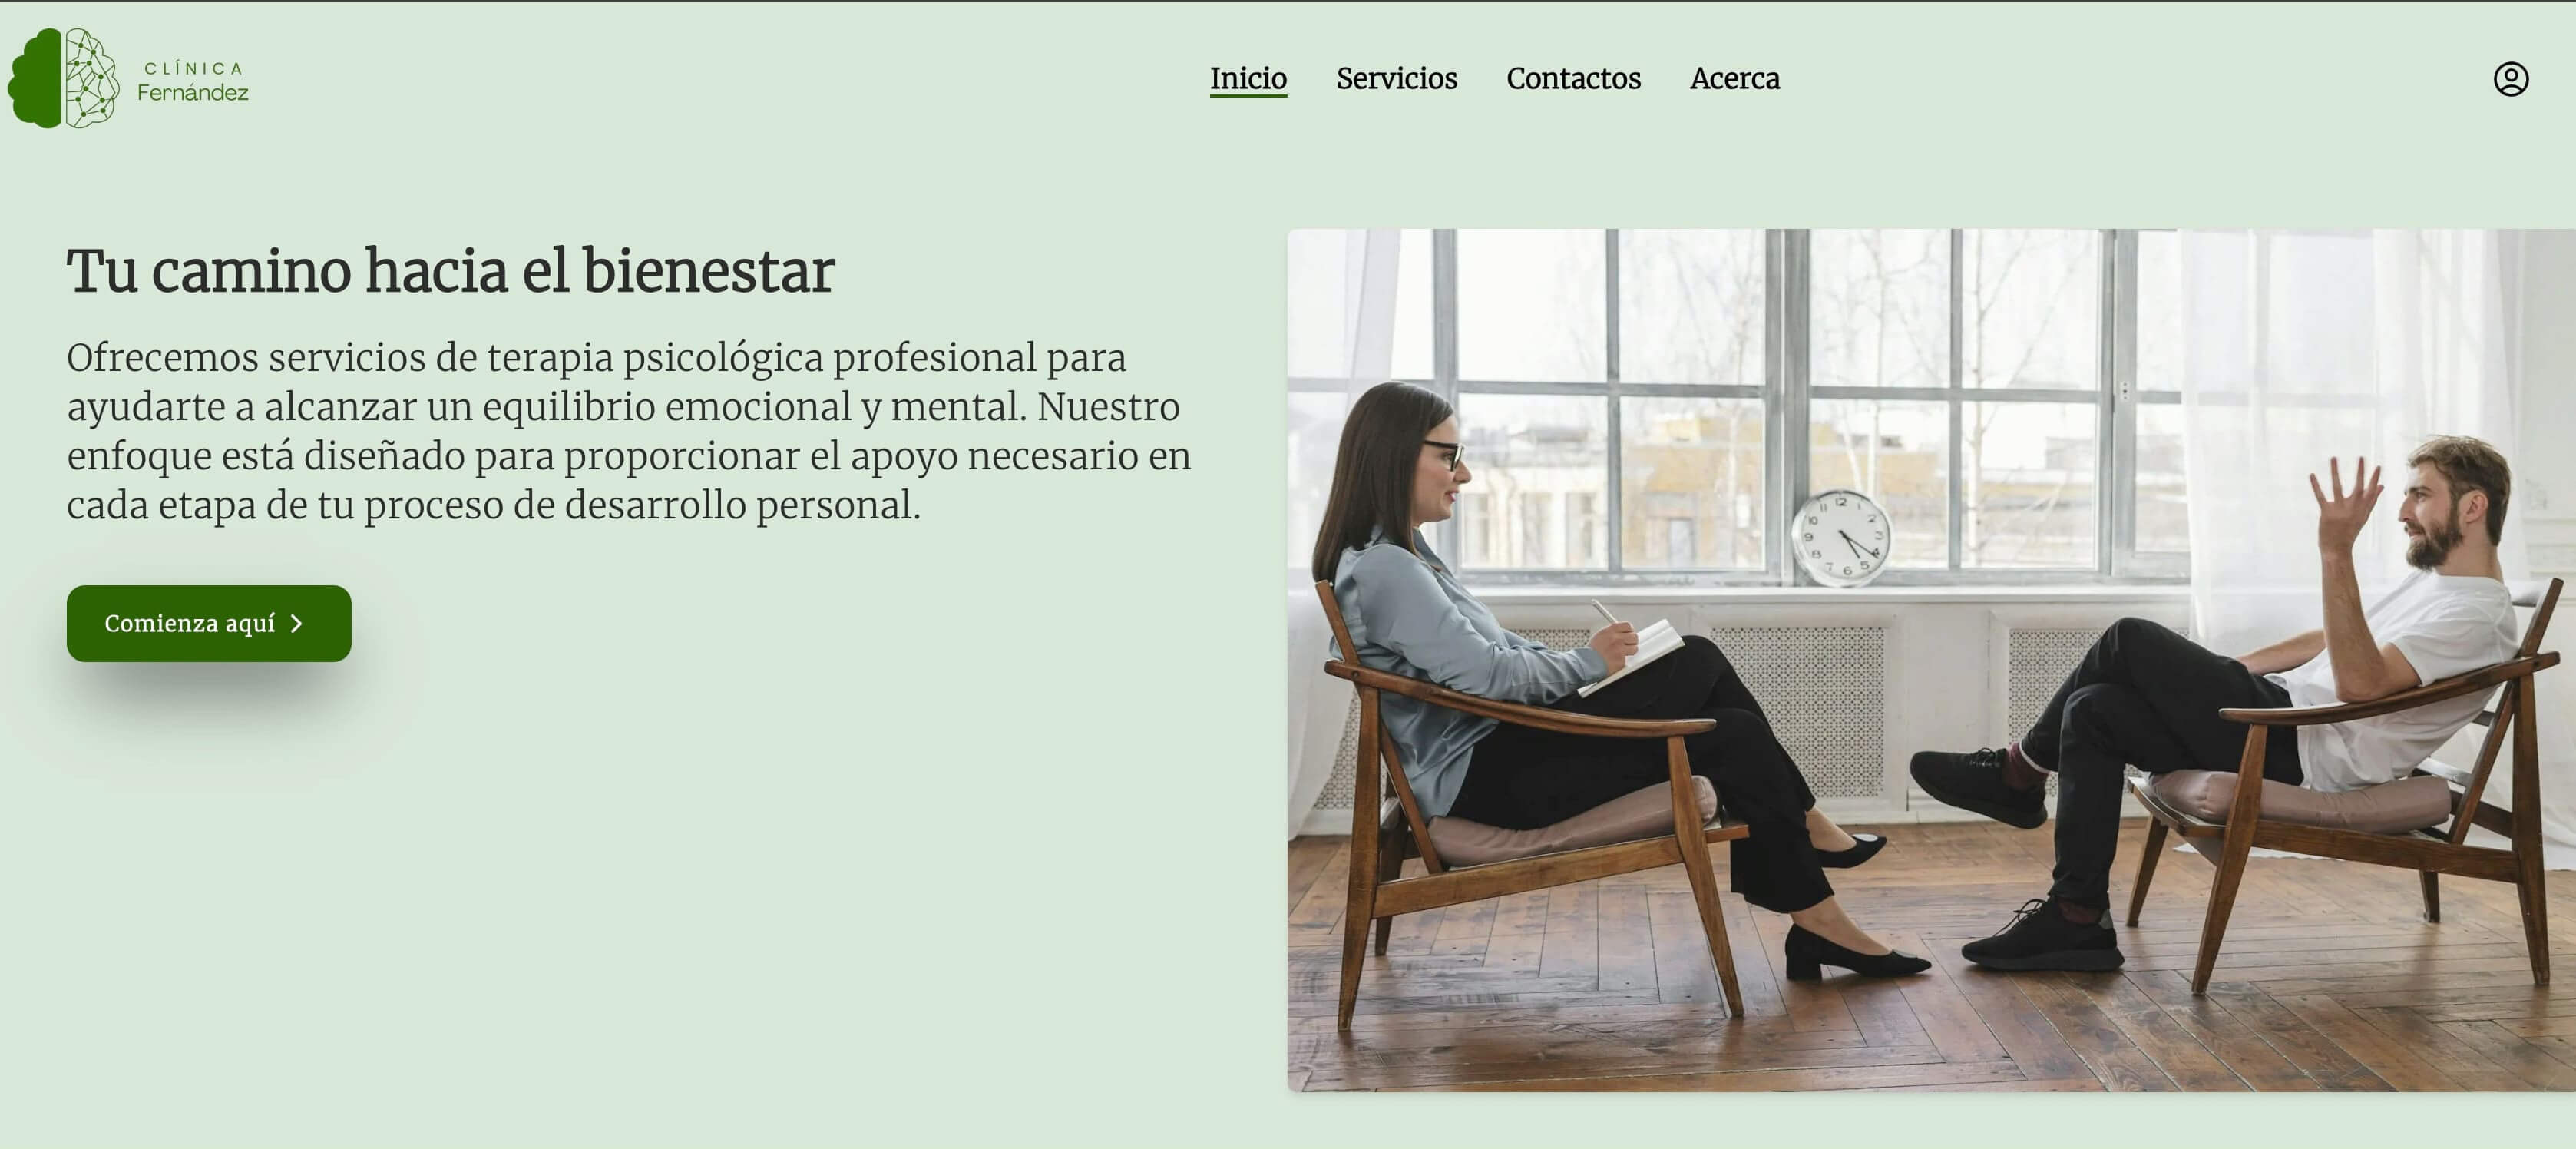 CLÍNICA
Fernández
Inicio Servicios Contactos Acerca
Tu camino hacia el bienestar
Ofrecemos servicios de terapia psicológica profesional para
ayudarte a alcanzar un equilibrio emocional y mental. Nuestro
enfoque está diseñado para proporcionar el apoyo necesario en
cada etapa de tu proceso de desarrollo personal.
Comienza aquí
12
1
2
3
4
5
6
7
8
9
10
11